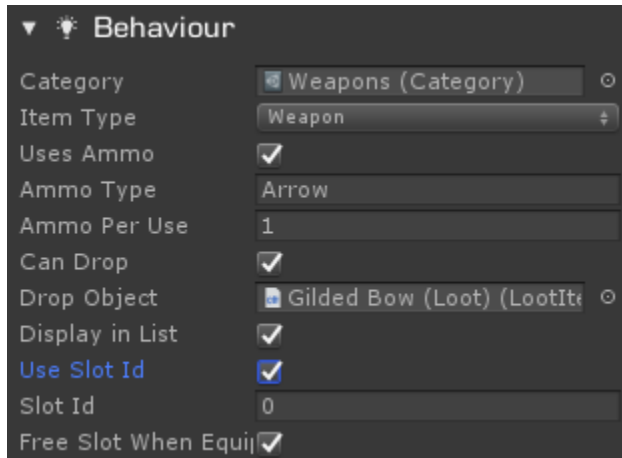 Behaviour
Category Weapons (Category)
Item Type Weapon
Uses Ammo
Ammo Type Arrow
Ammo Per Use 1
Can Drop
Drop Object Gilded Bow (Loot) (LootIte
Display in List
Use Slot Id
Slot Id 0
Free Slot When Equi